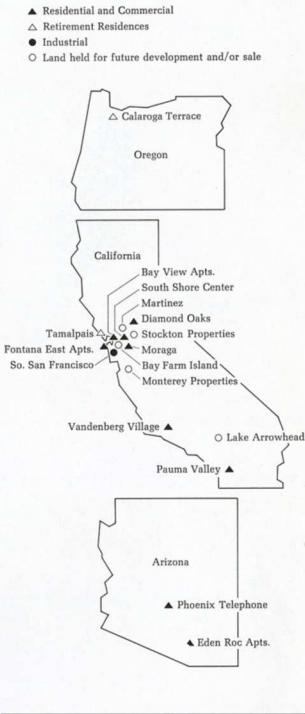 Residential and Commercial
Retirement Residences
Industrial
Land held for future development and/or sale
Calaroga Terrace
Oregon
California
Bay View Apts.
South Shore Center
Martinez
Diamond Oaks
Tamalpais
Stockton Properties
Fontana East Apts.
Moraga
So. San Francisco
Bay Farm Island
Monterey Properties
Vandenberg Village
Lake Arrowhead
Pauma Valley
Arizona
Phoenix Telephone
Eden Roc Apts.